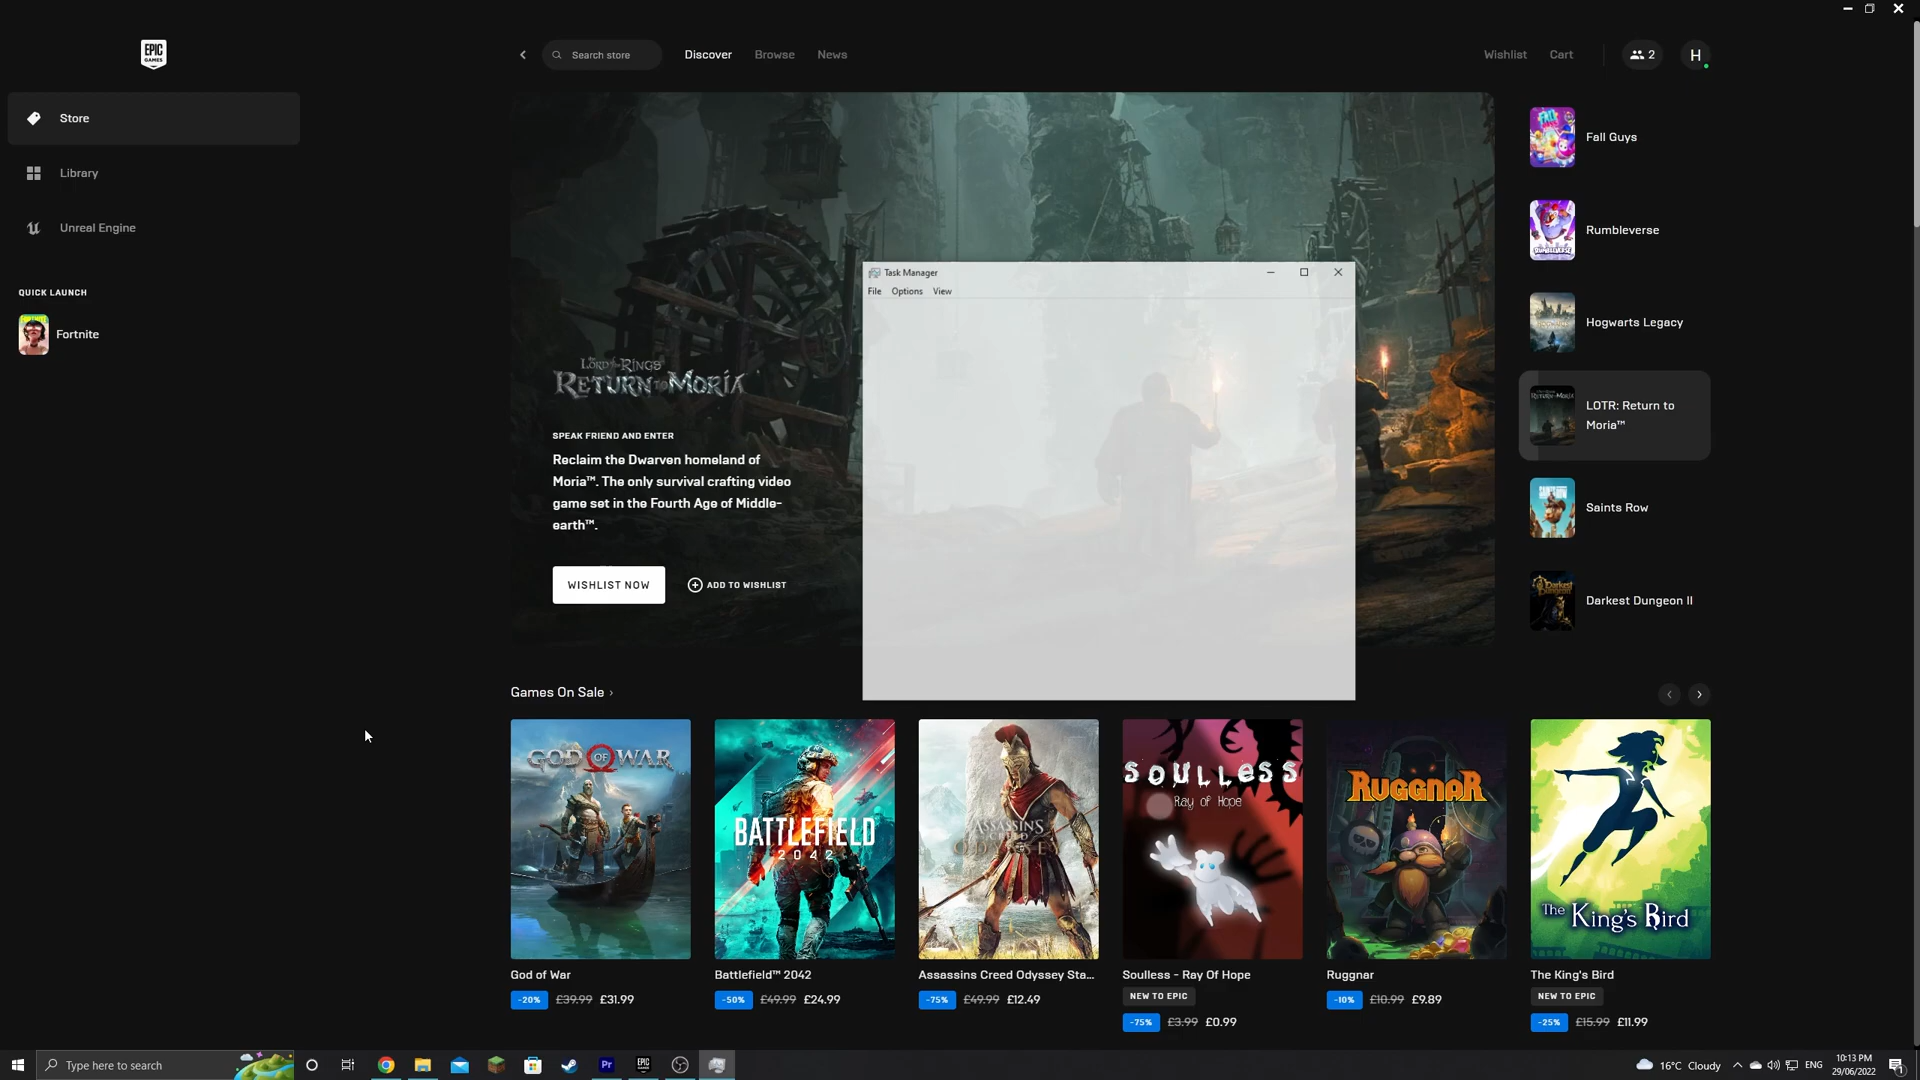 EPIC
GAMES
Search store
Discover
Browse
News
Wishlist
Cart
2
H
Store
Library
Unreal Engine
QUICK LAUNCH
Fortnite
Fall Guys
Rumbleverse
Hogwarts Legacy
LOTR: Return to
Moria™
Saints Row
Darkest Dungeon II
Task Manager
File Options View
The Lord of the Rings
RETURN TO MORIA
SPEAK FRIEND AND ENTER
Reclaim the Dwarven homeland of
Moria™. The only survival crafting video
game set in the Fourth Age of Middle-
earth™.
WISHLIST NOW
ADD TO WISHLIST
Games On Sale
GOD OF WAR
God of War
-20% £39.99 £31.99
BATTLEFIELD
2042
Battlefield™ 2042
-50% £49.99 £24.99
ASSASSIN'S
CREED
ODYSSEY
Assassins Creed Odyssey Sta...
-75% £49.99 £12.49
SOULLESS
Ray of Hope
Soulless - Ray Of Hope
NEW TO EPIC
-75% £3.99 £0.99
RUGGNAR
Ruggnar
-10% £10.99 £9.89
The King's Bird
The King's Bird
NEW TO EPIC
-25% £15.99 £11.99
Type here to search
Pr
EPIC
GAMES
16°C Cloudy
ENG
10:13 PM
29/06/2022